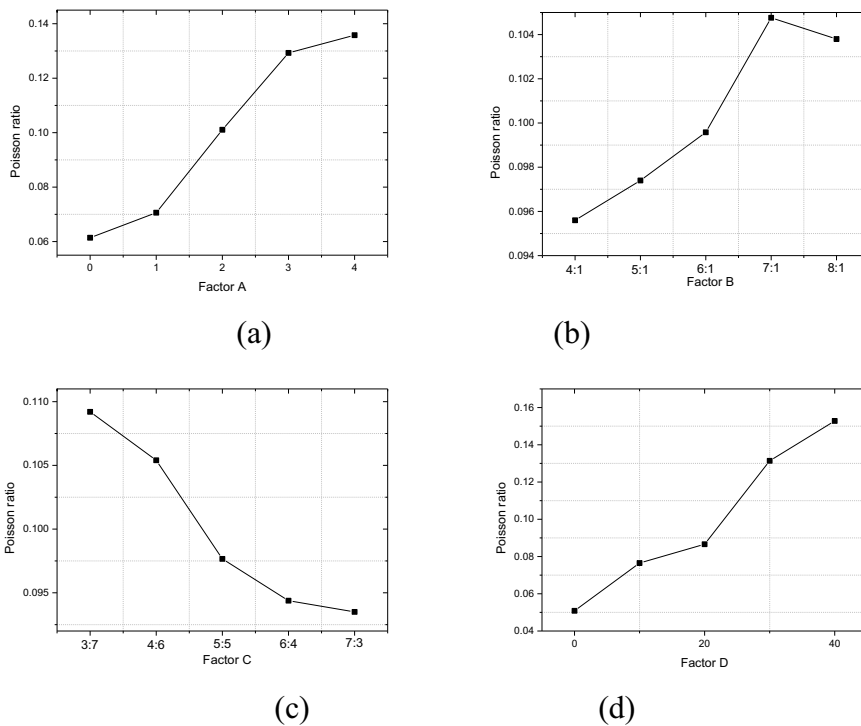 0.14
0.12
0.10
0.08
0.06
Poisson ratio
0 1 2 3 4
Factor A
(a)
0.104
0.102
0.100
0.098
0.096
0.094
Poisson ratio
4:1 5:1 6:1 7:1 8:1
Factor B
(b)
0.110
0.105
0.100
0.095
Poisson ratio
3:7 4:6 5:5 6:4 7:3
Factor C
(c)
0.16
0.14
0.12
0.10
0.08
0.06
0.04
Poisson ratio
0 20 40
Factor D
(d)